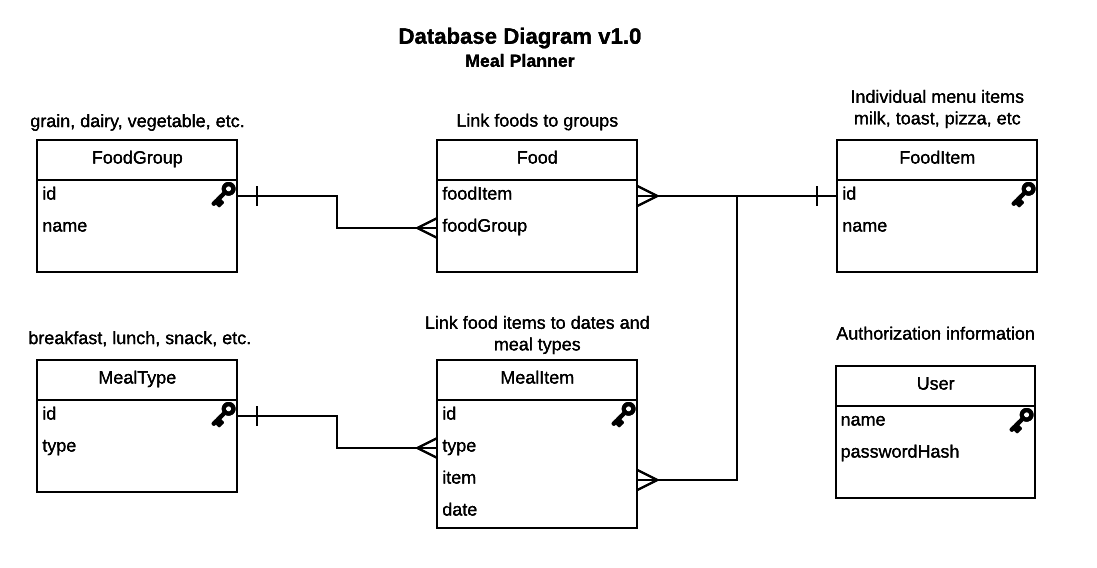 Database Diagram v1.0
Meal Planner
grain, dairy, vegetable, etc.
FoodGroup
id
name
Link foods to groups
Food
foodItem
foodGroup
Individual menu items
milk, toast, pizza, etc
FoodItem
id
name
breakfast, lunch, snack, etc.
MealType
id
type
Link food items to dates and
meal types
MealItem
id
type
item
date
Authorization information
User
name
passwordHash